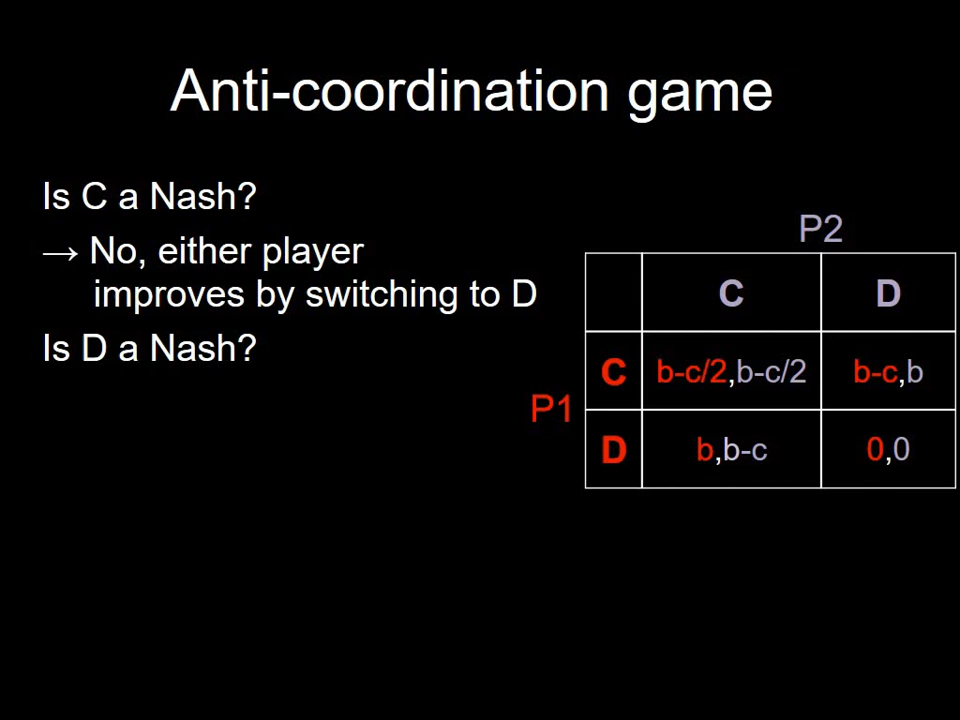 Anti-coordination game
Is C a Nash?
→ No, either player
improves by switching to D
Is D a Nash?
P2
C D
C b-c/2,b-c/2 b-c,b
P1
D b,b-c 0,0